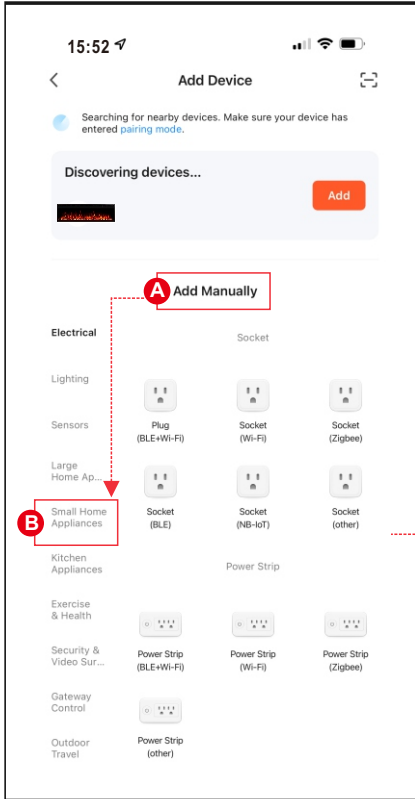 15:52
Add Device
Searching for nearby devices. Make sure your device has
entered pairing mode.
Discovering devices...
Add
A
Add Manually
Electrical
Lighting
Sensors
Large
Home Ap...
B
Small Home
Appliances
Kitchen
Appliances
Exercise
& Health
Security &
Video Sur...
Gateway
Control
Outdoor
Travel
Socket
Plug
(BLE+Wi-Fi)
Socket
(Wi-Fi)
Socket
(Zigbee)
Socket
(BLE)
Socket
(NB-IoT)
Socket
(other)
Power Strip
Power Strip
(BLE+Wi-Fi)
Power Strip
(Wi-Fi)
Power Strip
(Zigbee)
Power Strip
(other)